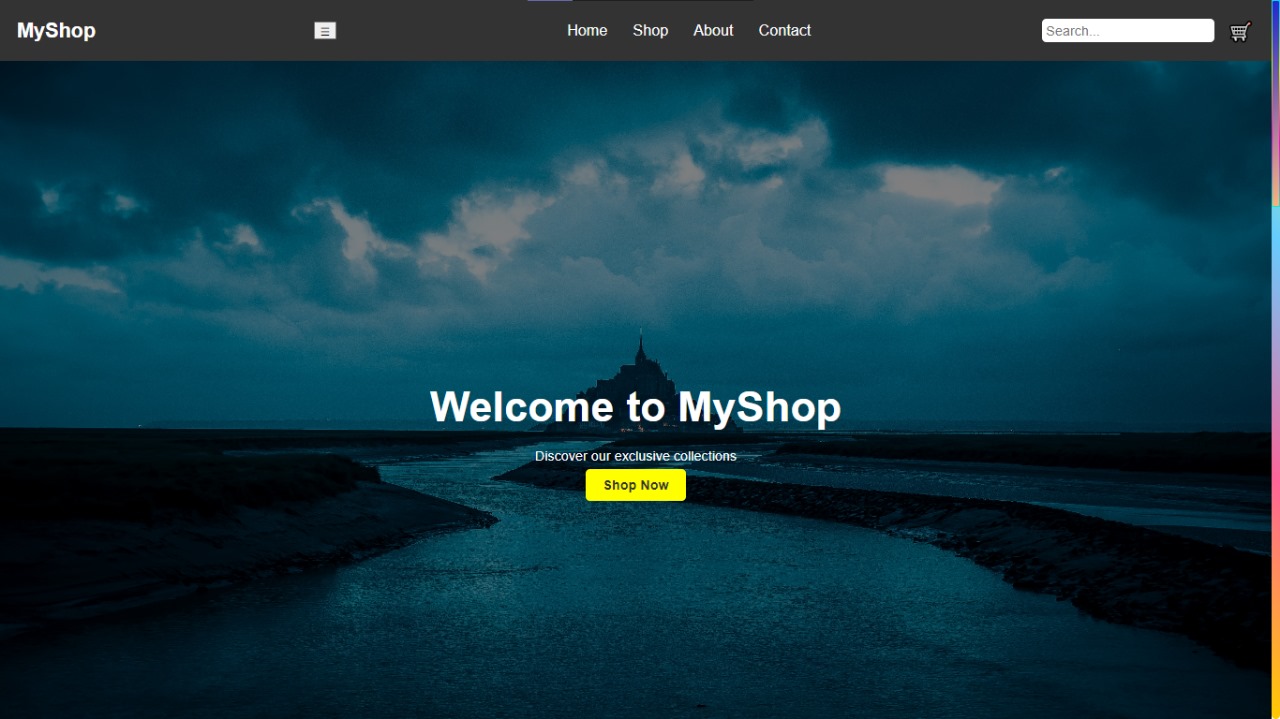 MyShop
☰
Home Shop About Contact
Search...
Welcome to MyShop
Discover our exclusive collections
Shop Now